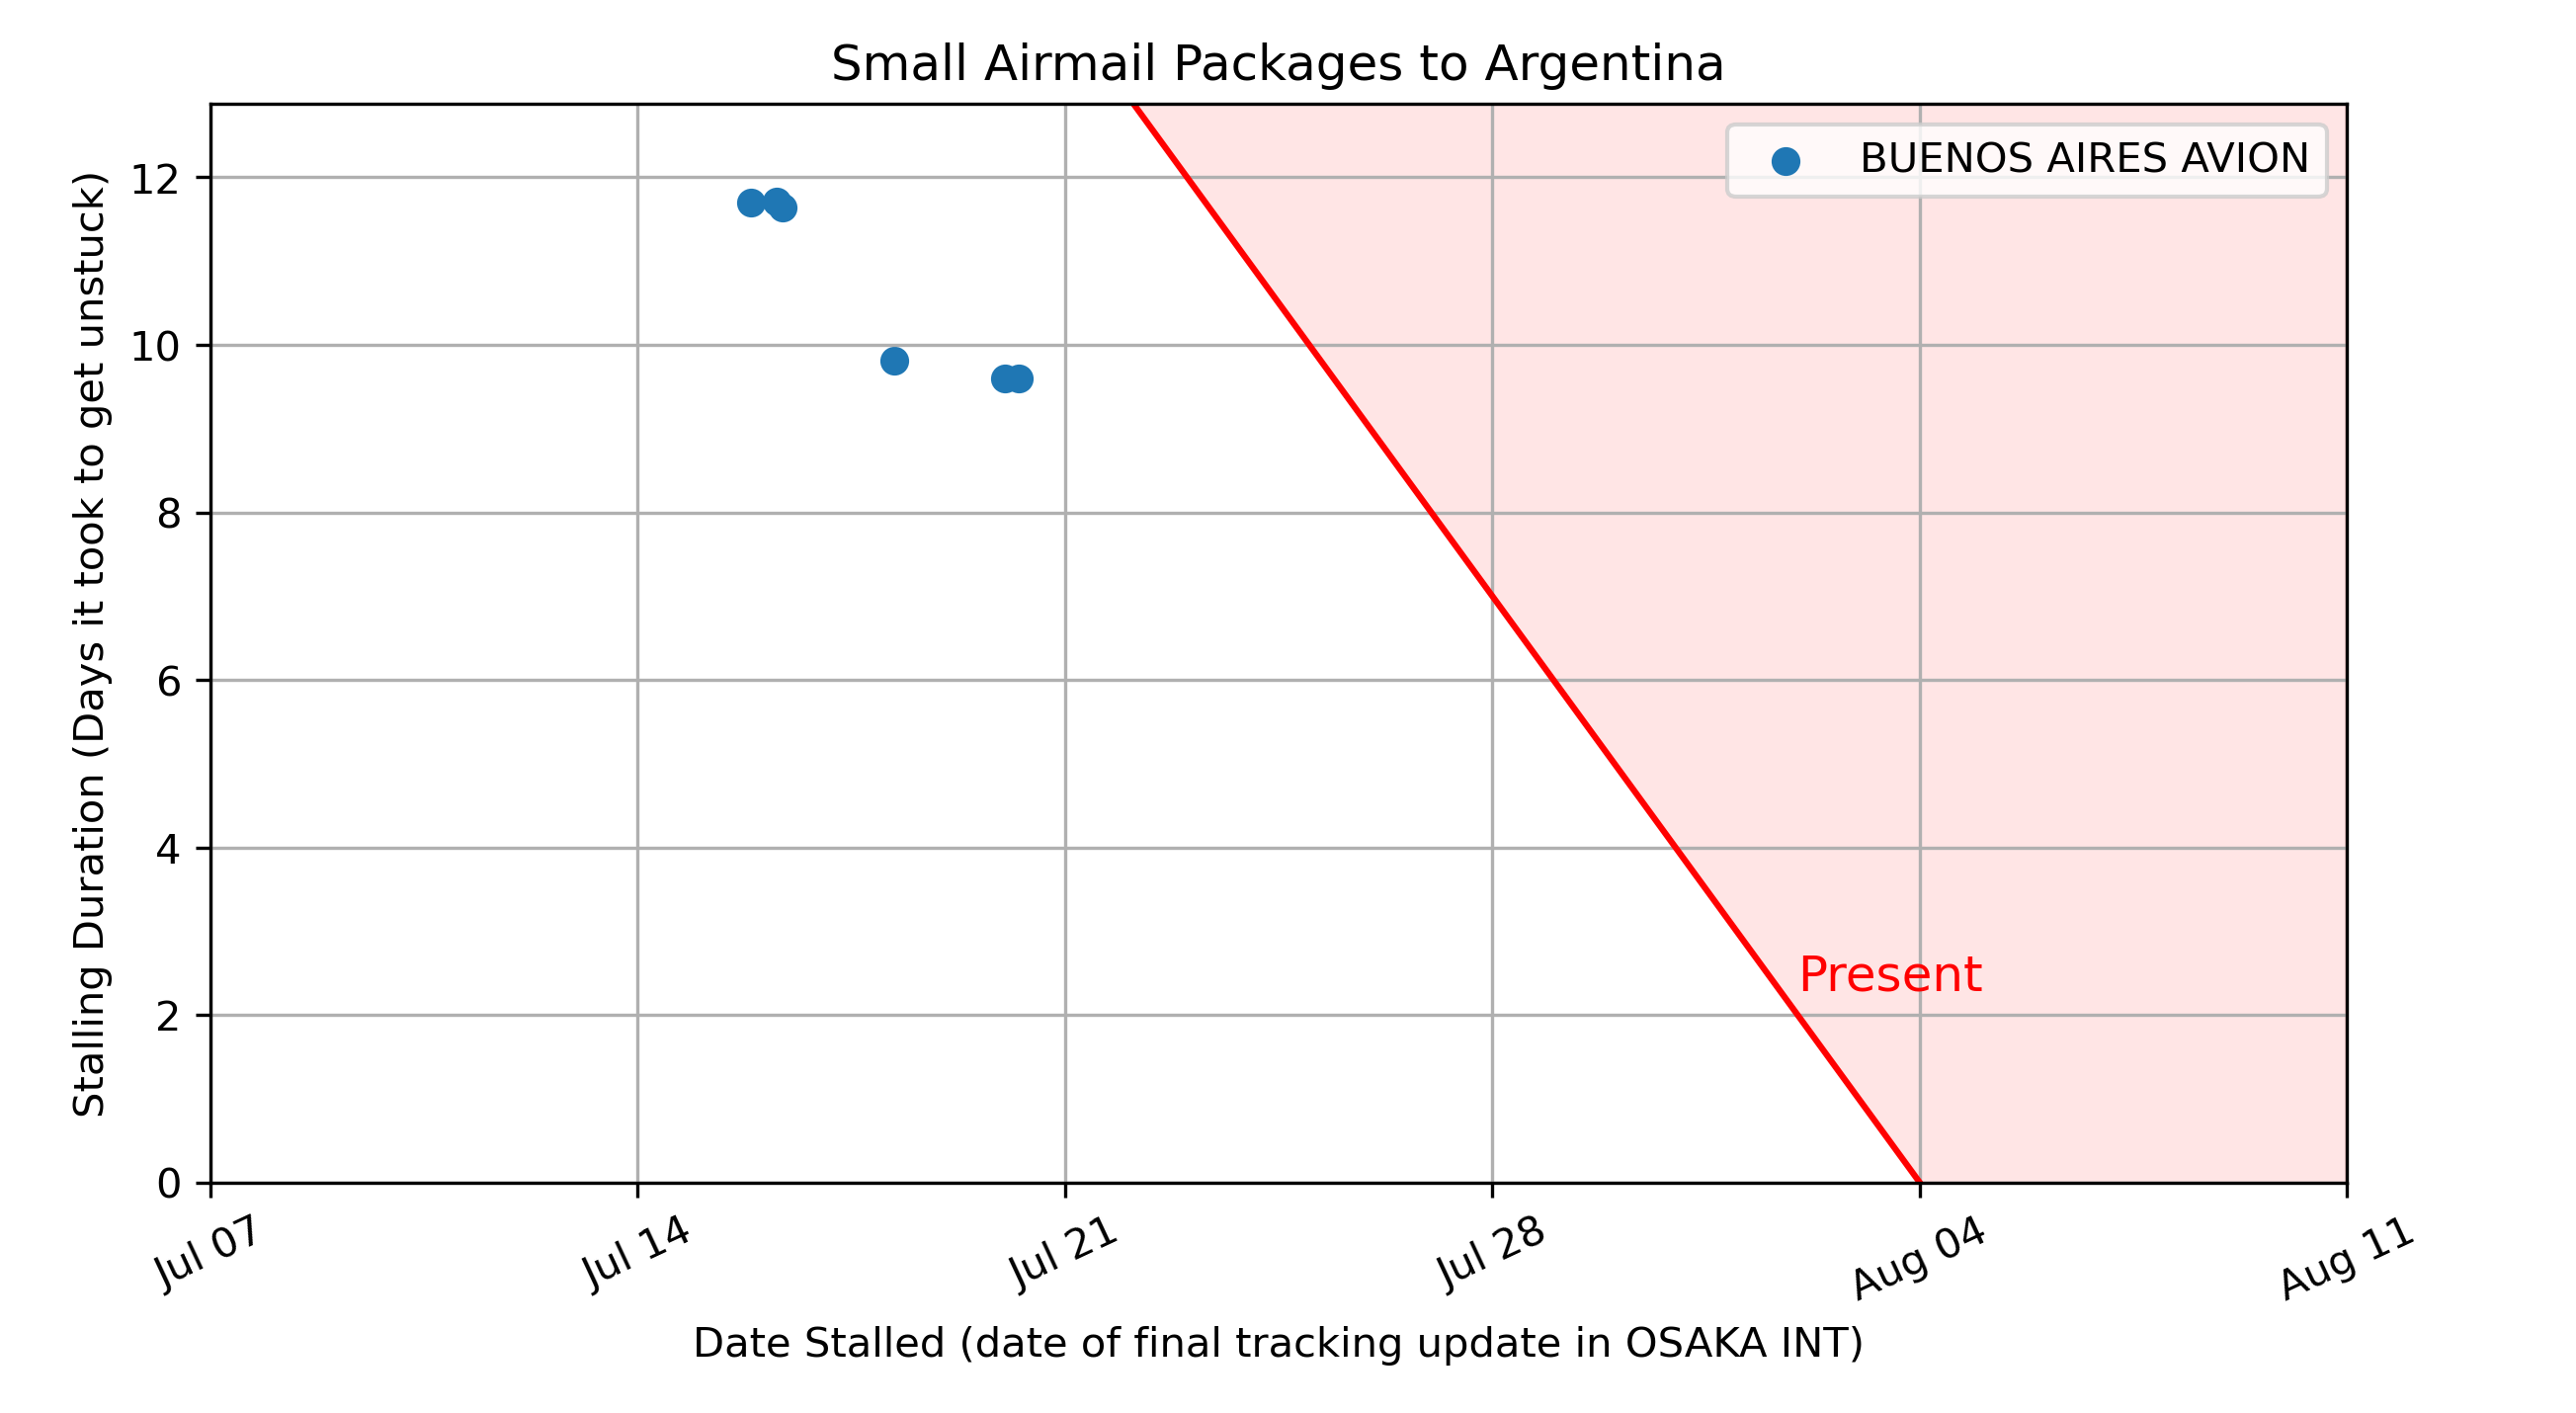 Small Airmail Packages to Argentina
BUENOS AIRES AVION
Stalling Duration (Days it took to get unstuck)
12
10
8
6
4
2
0
Present
Jul 07
Jul 14
Jul 21
Jul 28
Aug 04
Aug 11
Date Stalled (date of final tracking update in OSAKA INT)